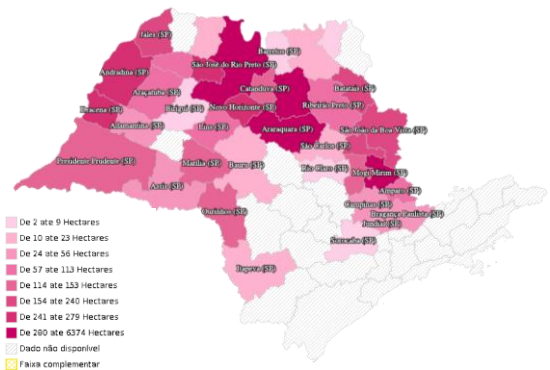 Jales (SP)
Barretos (SP)
São José do Rio Preto (SP)
Andradina (SP)
Catanduva (SP)
Batatais (SP)
Araçatuba (SP)
Birigui (SP)
Novo Horizonte (SP)
Ribeirão Preto (SP)
Dracena (SP)
Adamantina (SP)
Lins (SP)
Araraquara (SP)
São João da Boa Vista (SP)
São Carlos (SP)
Presidente Prudente (SP)
Marília (SP)
Bauru (SP)
Rio Claro (SP)
Mogi Mirim (SP)
Assis (SP)
Amparo (SP)
Campinas (SP)
Ourinhos (SP)
Bragança Paulista (SP)
Jundiaí (SP)
Sorocaba (SP)
Itapeva (SP)
De 2 ate 9 Hectares
De 10 ate 23 Hectares
De 24 ate 56 Hectares
De 57 ate 113 Hectares
De 114 ate 153 Hectares
De 154 ate 240 Hectares
De 241 ate 279 Hectares
De 280 ate 6374 Hectares
Dado não disponível
Faixa complementar